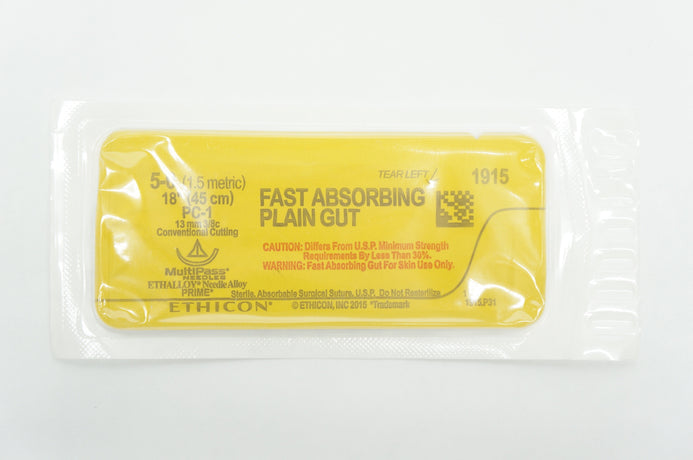 5-0 (1.5 metric)
18" (45 cm)
PC-1
13 mm 3/8c
Conventional Cutting
MultiPass®
NEEDLES
ETHALLOY® Needle Alloy
PRIME®
ETHICON®
TEAR LEFT
1915
FAST ABSORBING
PLAIN GUT
CAUTION: Differs From U.S.P. Minimum Strength
Requirements By Less Than 30%.
WARNING: Fast Absorbing Gut For Skin Use Only.
Sterile, Absorbable Surgical Suture, U.S.P. Do Not Resterilize
© ETHICON, INC 2015 *Trademark
1915.P31